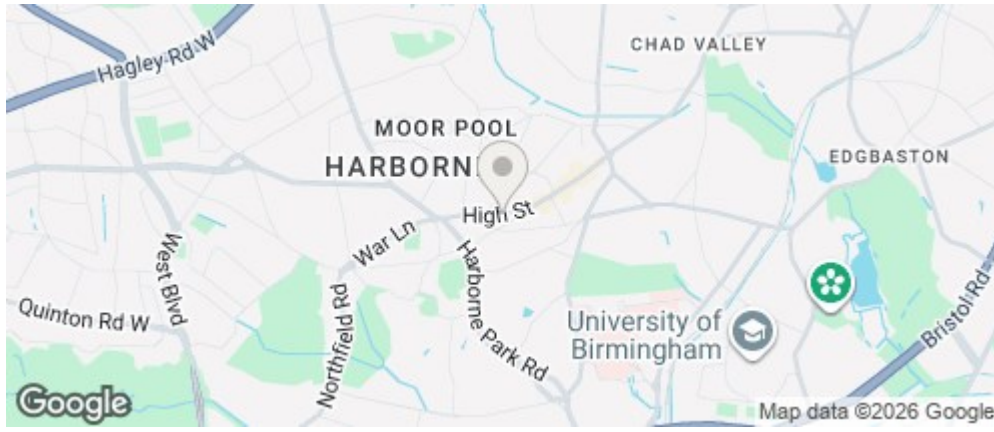 Hagley Rd W
CHAD VALLEY
MOOR POOL
HARBORNE
EDGBASTON
High St
War Ln
West Blvd
Harborne Park Rd
Quinton Rd W
Northfield Rd
University of
Birmingham
Bristol Rd
Google
Map data ©2026 Google